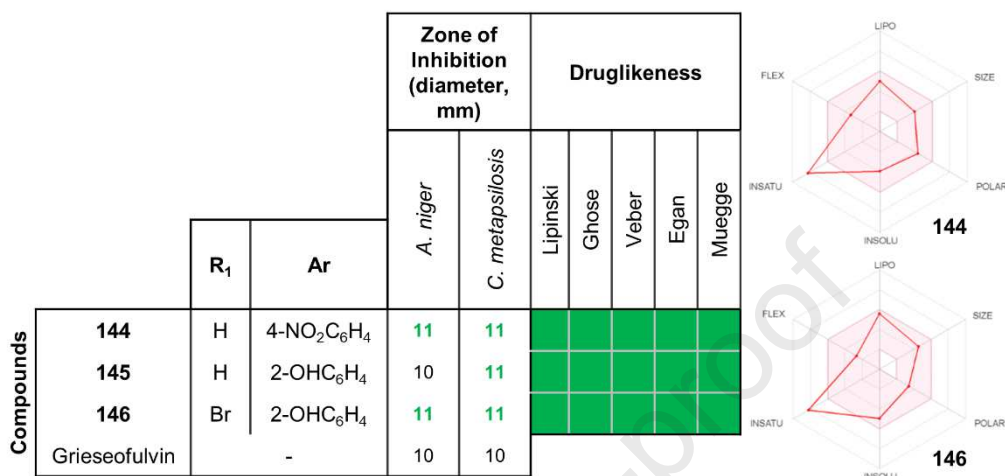 Zone of
Inhibition
(diameter,
mm)
Druglikeness
R₁
Ar
A. niger
C. metapsilosis
Lipinski
Ghose
Veber
Egan
Muegge
Compounds
144 H 4-NO₂C₆H₄ 11 11
145 H 2-OHC₆H₄ 10 11
146 Br 2-OHC₆H₄ 11 11
Grieseofulvin - 10 10
LIPO
FLEX
SIZE
INSATU
POLAR
INSOLU
144
LIPO
FLEX
SIZE
INSATU
POLAR
INSOLU
146
proof